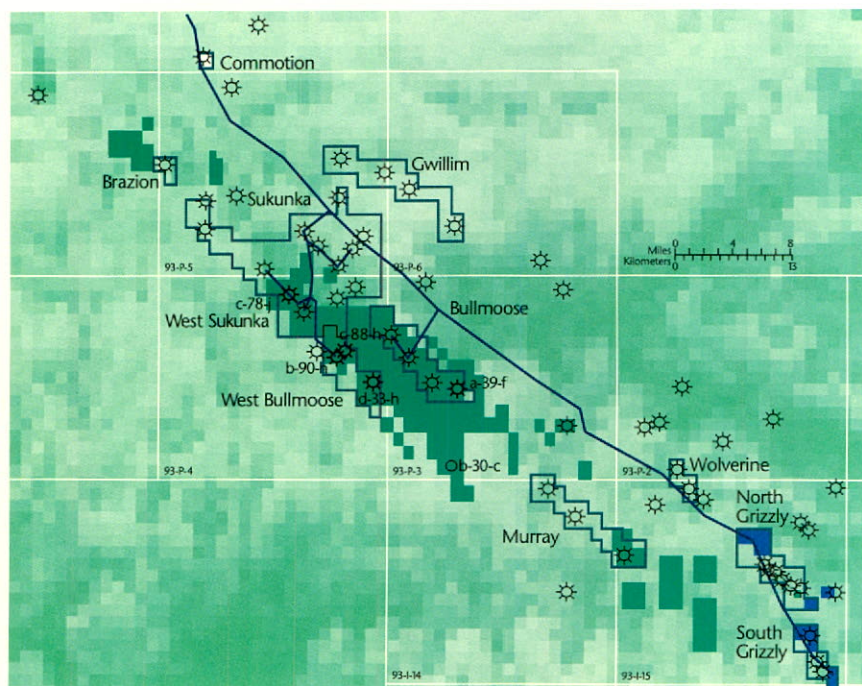 Commotion
Gwillim
Brazion
Sukunka
0 8
Miles
Kilometers
0 13
93-P-5
93-P-6
c-78-j
Bullmoose
West Sukunka
c-88-h
b-90-h
a-39-f
West Bullmoose
d-33-h
93-P-4
93-P-3
Ob-30-c
93-P-2
Wolverine
North
Grizzly
Murray
South
Grizzly
93-I-14
93-I-15